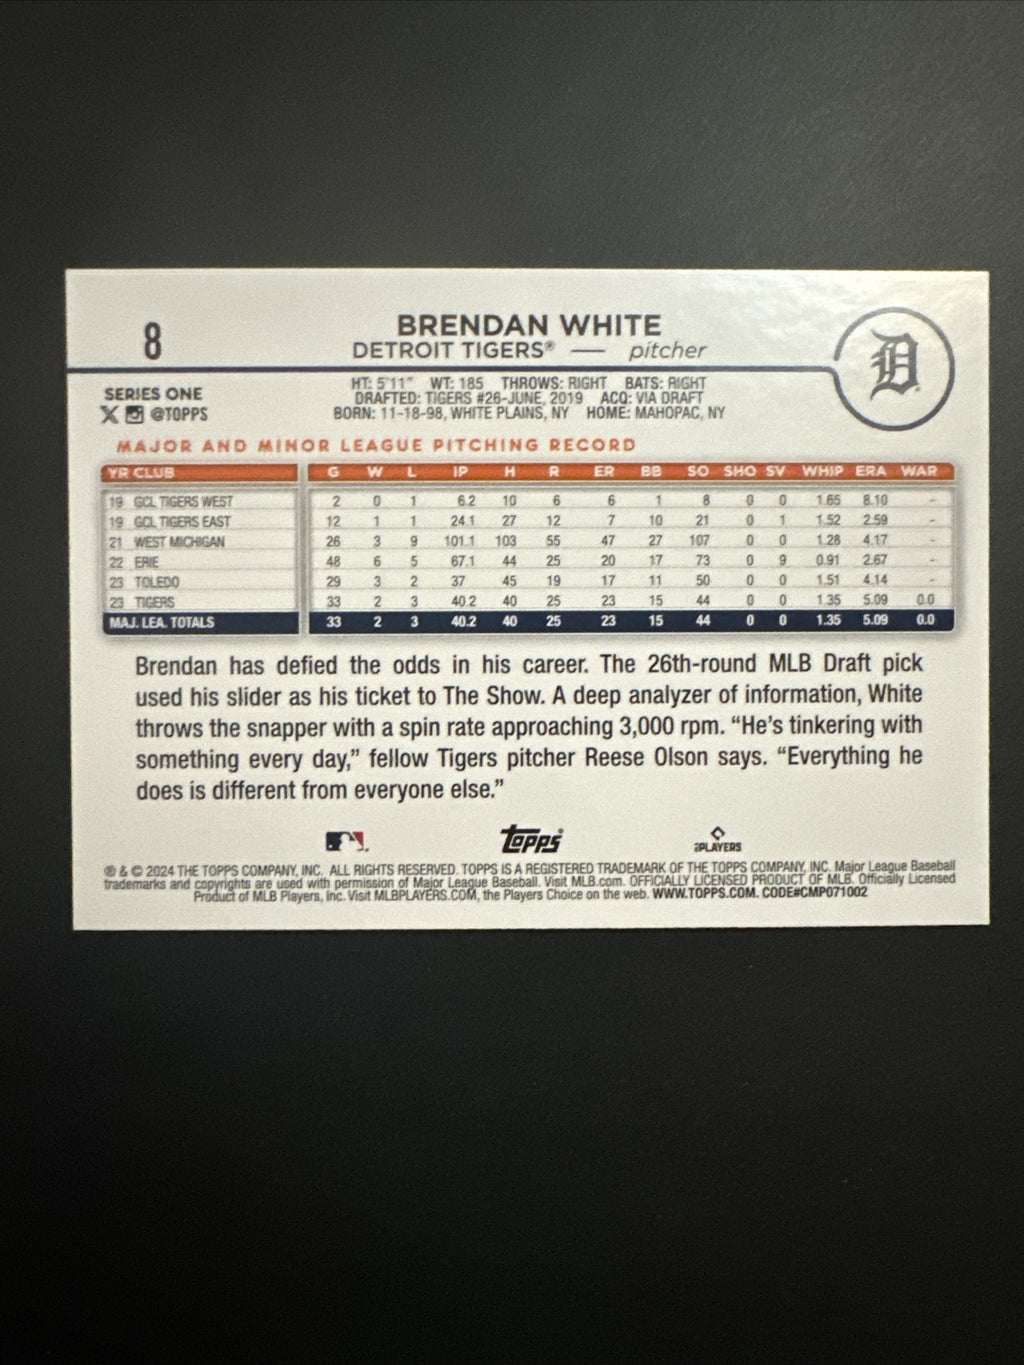 8
BRENDAN WHITE
DETROIT TIGERS® — pitcher
D
SERIES ONE
X @TOPPS
HT: 5'11" WT: 185 THROWS: RIGHT BATS: RIGHT
DRAFTED: TIGERS #26-JUNE, 2019 ACQ: VIA DRAFT
BORN: 11-18-98, WHITE PLAINS, NY HOME: MAHOPAC, NY
MAJOR AND MINOR LEAGUE PITCHING RECORD
YR CLUB G W L IP H R ER BB SO SHO SV WHIP ERA WAR
19 GCL TIGERS WEST 2 0 1 6.2 10 6 6 1 8 0 0 1.65 8.10 -
19 GCL TIGERS EAST 12 1 1 24.1 27 12 7 10 21 0 1 1.52 2.59 -
21 WEST MICHIGAN 26 3 9 101.1 103 55 47 27 107 0 0 1.28 4.17 -
22 ERIE 48 6 5 67.1 44 25 20 17 73 0 9 0.91 2.67 -
23 TOLEDO 29 3 2 37 45 19 17 11 50 0 0 1.51 4.14 -
23 TIGERS 33 2 3 40.2 40 25 23 15 44 0 0 1.35 5.09 0.0
MAJ. LEA. TOTALS 33 2 3 40.2 40 25 23 15 44 0 0 1.35 5.09 0.0
Brendan has defied the odds in his career. The 26th-round MLB Draft pick
used his slider as his ticket to The Show. A deep analyzer of information, White
throws the snapper with a spin rate approaching 3,000 rpm. “He’s tinkering with
something every day,” fellow Tigers pitcher Reese Olson says. “Everything he
does is different from everyone else.”
Topps® PLAYERS
® & © 2024 THE TOPPS COMPANY, INC. ALL RIGHTS RESERVED. TOPPS IS A REGISTERED TRADEMARK OF THE TOPPS COMPANY, INC. Major League Baseball
trademarks and copyrights are used with permission of Major League Baseball. Visit MLB.com. OFFICIALLY LICENSED PRODUCT OF MLB. Officially Licensed
Product of MLB Players, Inc. Visit MLBPLAYERS.COM, the Players Choice on the web. WWW.TOPPS.COM. CODE#CMP071002